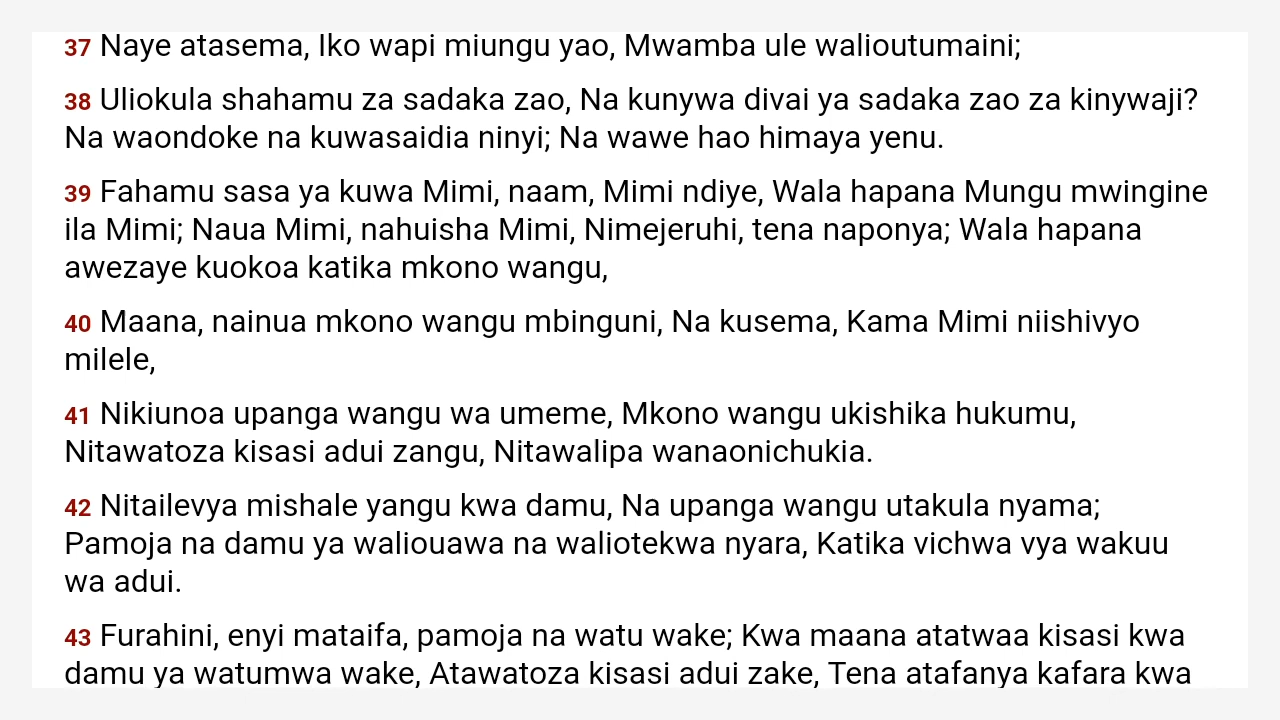 37 Naye atasema, Iko wapi miungu yao, Mwamba ule walioutumaini;
38 Uliokula shahamu za sadaka zao, Na kunywa divai ya sadaka zao za kinywaji?
Na waondoke na kuwasaidia ninyi; Na wawe hao himaya yenu.
39 Fahamu sasa ya kuwa Mimi, naam, Mimi ndiye, Wala hapana Mungu mwingine
ila Mimi; Naua Mimi, nahuisha Mimi, Nimejeruhi, tena naponya; Wala hapana
awezaye kuokoa katika mkono wangu,
40 Maana, nainua mkono wangu mbinguni, Na kusema, Kama Mimi niishivyo
milele,
41 Nikiunoa upanga wangu wa umeme, Mkono wangu ukishika hukumu,
Nitawatoza kisasi adui zangu, Nitawalipa wanaonichukia.
42 Nitailevya mishale yangu kwa damu, Na upanga wangu utakula nyama;
Pamoja na damu ya waliouawa na waliotekwa nyara, Katika vichwa vya wakuu
wa adui.
43 Furahini, enyi mataifa, pamoja na watu wake; Kwa maana atatwaa kisasi kwa
damu ya watumwa wake, Atawatoza kisasi adui zake, Tena atafanya kafara kwa